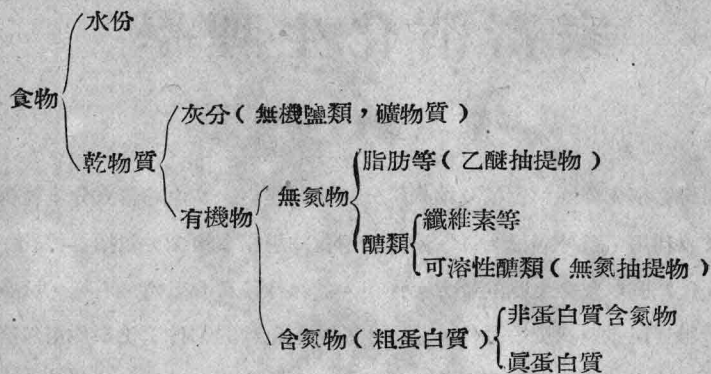 水份
食物
灰分（無機鹽類，礦物質）
乾物質
脂肪等（乙醚抽提物）
無氮物
有機物
纖維素等
醣類
可溶性醣類（無氮抽提物）
非蛋白質含氮物
含氮物（粗蛋白質）
眞蛋白質